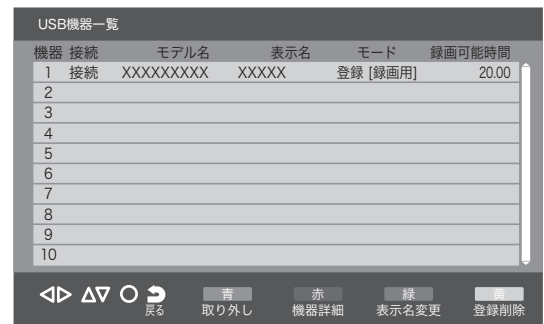 USB機器一覧
機器 接続 モデル名 表示名 モード 録画可能時間
1 接続 XXXXXXXXX XXXXX 登録 [録画用] 20.00
2
3
4
5
6
7
8
9
10
青 赤 緑 黄
戻る 取り外し 機器詳細 表示名変更 登録削除